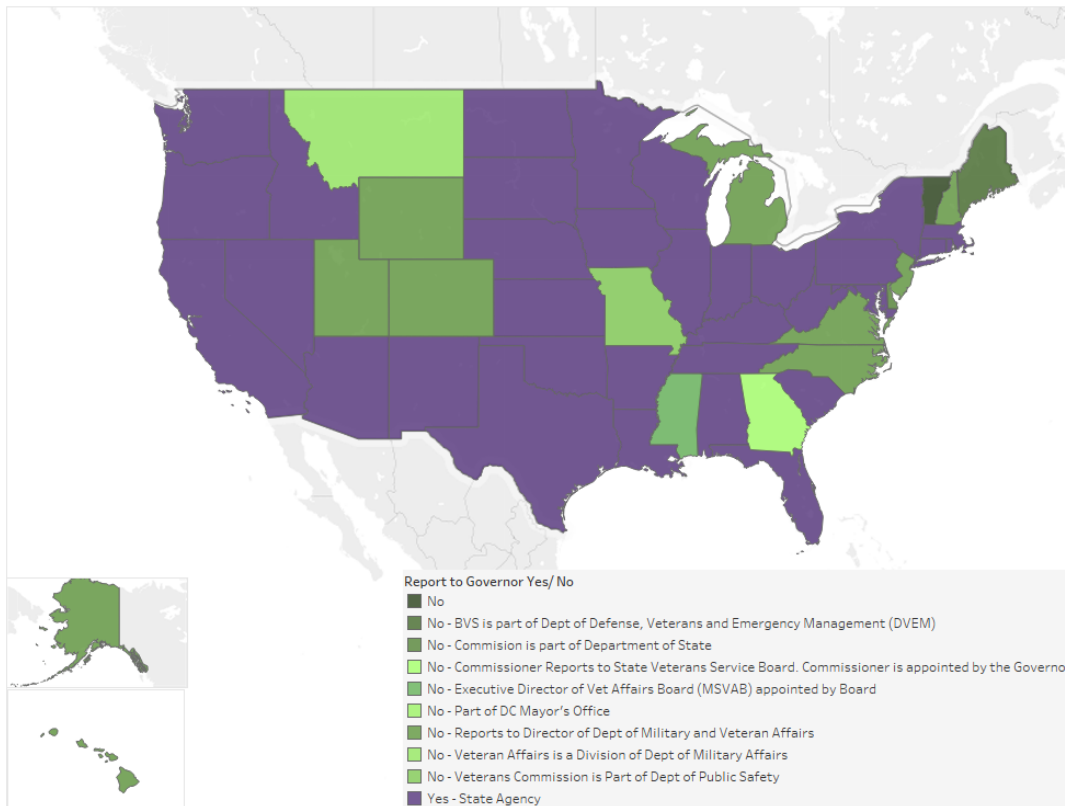 Report to Governor Yes/ No
No
No - BVS is part of Dept of Defense, Veterans and Emergency Management (DVEM)
No - Commision is part of Department of State
No - Commissioner Reports to State Veterans Service Board. Commissioner is appointed by the Governo
No - Executive Director of Vet Affairs Board (MSVAB) appointed by Board
No - Part of DC Mayor's Office
No - Reports to Director of Dept of Military and Veteran Affairs
No - Veteran Affairs is a Division of Dept of Military Affairs
No - Veterans Commission is Part of Dept of Public Safety
Yes - State Agency